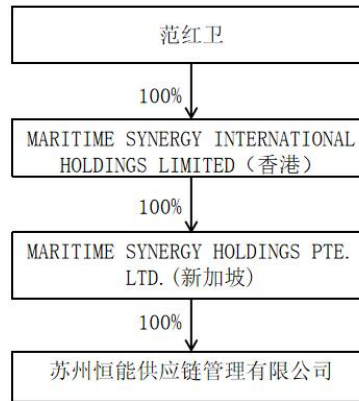 范红卫
100%
MARITIME SYNERGY INTERNATIONAL
HOLDINGS LIMITED（香港）
100%
MARITIME SYNERGY HOLDINGS PTE.
LTD.(新加坡)
100%
苏州恒能供应链管理有限公司